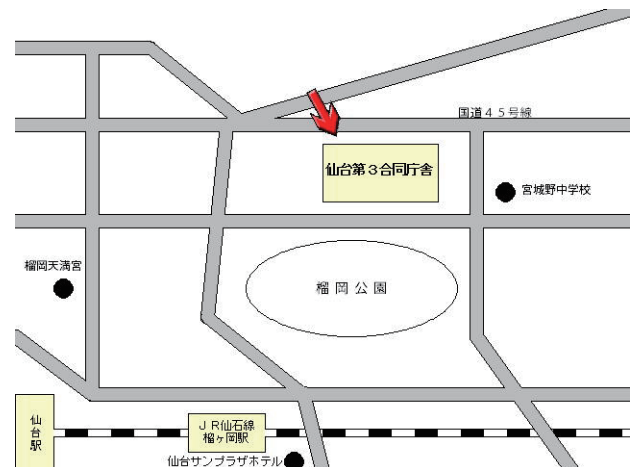 国道４５号線
仙台第３合同庁舎
宮城野中学校
榴岡天満宮
榴岡公園
仙台駅
ＪＲ仙石線
榴ヶ岡駅
仙台サンプラザホテル